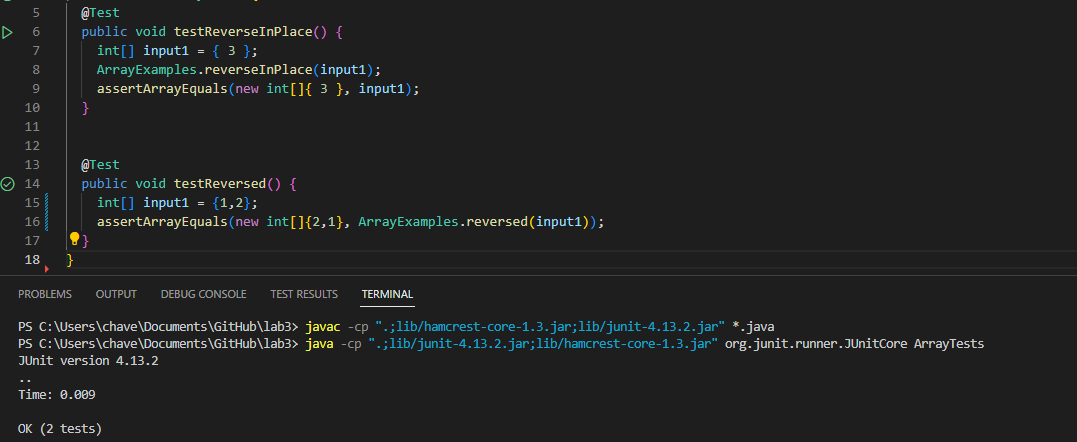 5 @Test
6 public void testReverseInPlace() {
7 int[] input1 = { 3 };
8 ArrayExamples.reverseInPlace(input1);
9 assertArrayEquals(new int[]{ 3 }, input1);
10 }
11
12
13 @Test
14 public void testReversed() {
15 int[] input1 = {1,2};
16 assertArrayEquals(new int[]{2,1}, ArrayExamples.reversed(input1));
17 }
18 }
PROBLEMS OUTPUT DEBUG CONSOLE TEST RESULTS TERMINAL
PS C:\Users\chave\Documents\GitHub\lab3> javac -cp ".;lib/hamcrest-core-1.3.jar;lib/junit-4.13.2.jar" *.java
PS C:\Users\chave\Documents\GitHub\lab3> java -cp ".;lib/junit-4.13.2.jar;lib/hamcrest-core-1.3.jar" org.junit.runner.JUnitCore ArrayTests
JUnit version 4.13.2
..
Time: 0.009
OK (2 tests)